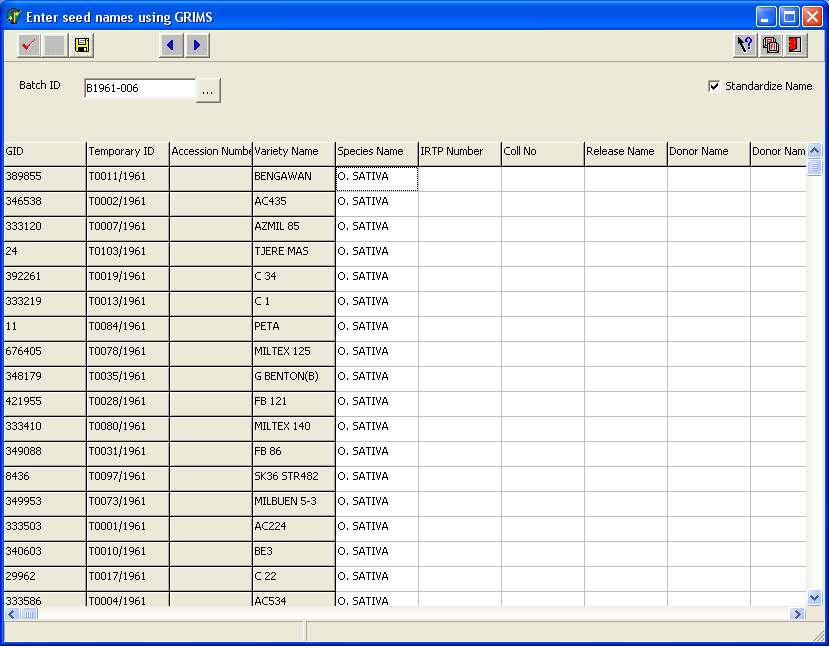 Enter seed names using GRIMS
Batch ID B1961-006 ... Standardize Name
GID Temporary ID Accession Numbe Variety Name Species Name IRTP Number Coll No Release Name Donor Name Donor Nam
389855 T0011/1961 BENGAWAN O. SATIVA
346538 T0002/1961 AC435 O. SATIVA
333120 T0007/1961 AZMIL 85 O. SATIVA
24 T0103/1961 TJERE MAS O. SATIVA
392261 T0019/1961 C 34 O. SATIVA
333219 T0013/1961 C 1 O. SATIVA
11 T0084/1961 PETA O. SATIVA
676405 T0078/1961 MILTEX 125 O. SATIVA
348179 T0035/1961 G BENTON(B) O. SATIVA
421955 T0028/1961 FB 121 O. SATIVA
333410 T0080/1961 MILTEX 140 O. SATIVA
349088 T0031/1961 FB 86 O. SATIVA
8436 T0097/1961 SK36 STR482 O. SATIVA
349953 T0073/1961 MILBUEN 5-3 O. SATIVA
333503 T0001/1961 AC224 O. SATIVA
340603 T0010/1961 BE3 O. SATIVA
29962 T0017/1961 C 22 O. SATIVA
333586 T0004/1961 AC534 O. SATIVA